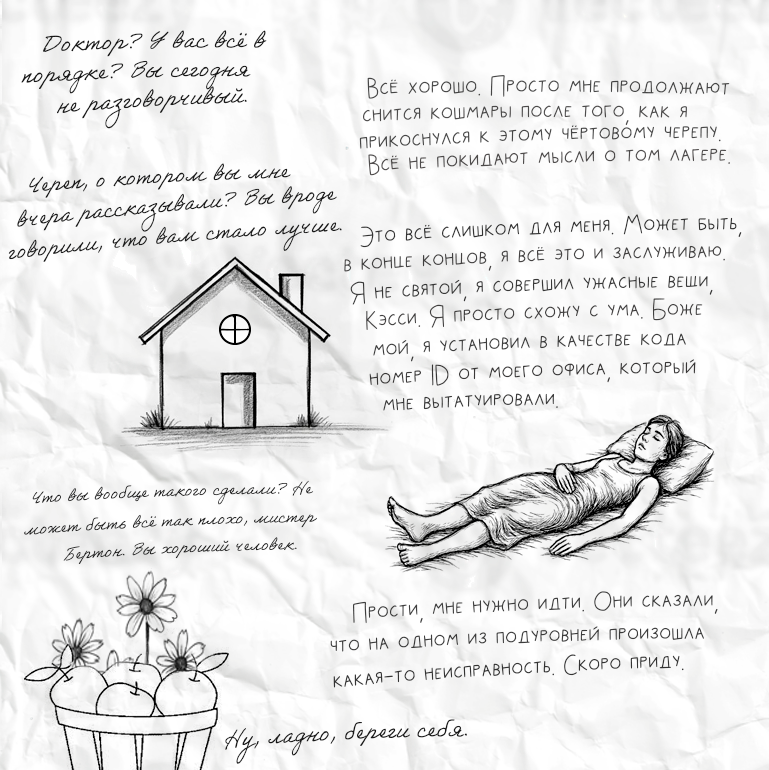 Доктор? У вас всё в
порядке? Вы сегодня
не разговорчивый.
Всё хорошо. Просто мне продолжают
снится кошмары после того, как я
прикоснулся к этому чёртовому черепу.
Всё не покидают мысли о том лагере.
Череп, о котором вы мне
вчера рассказывали? Вы вроде
говорили, что вам стало лучше.
Это всё слишком для меня. Может быть,
в конце концов, я всё это и заслуживаю.
Я не святой, я совершил ужасные вещи,
Кэсси. Я просто схожу с ума. Боже
мой, я установил в качестве кода
номер ID от моего офиса, который
мне вытатуировали.
Что вы вообще такого сделали? Не
может быть всё так плохо, мистер
Бертон. Вы хороший человек.
Прости, мне нужно идти. Они сказали,
что на одном из подуровней произошла
какая-то неисправность. Скоро приду.
Ну, ладно, береги себя.